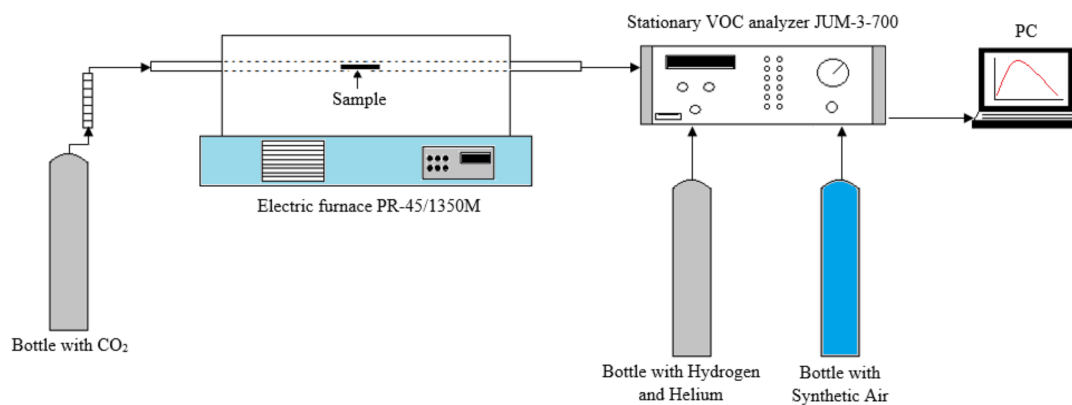 Stationary VOC analyzer JUM-3-700
PC
Sample
Electric furnace PR-45/1350M
Bottle with CO₂
Bottle with Hydrogen
and Helium
Bottle with
Synthetic Air